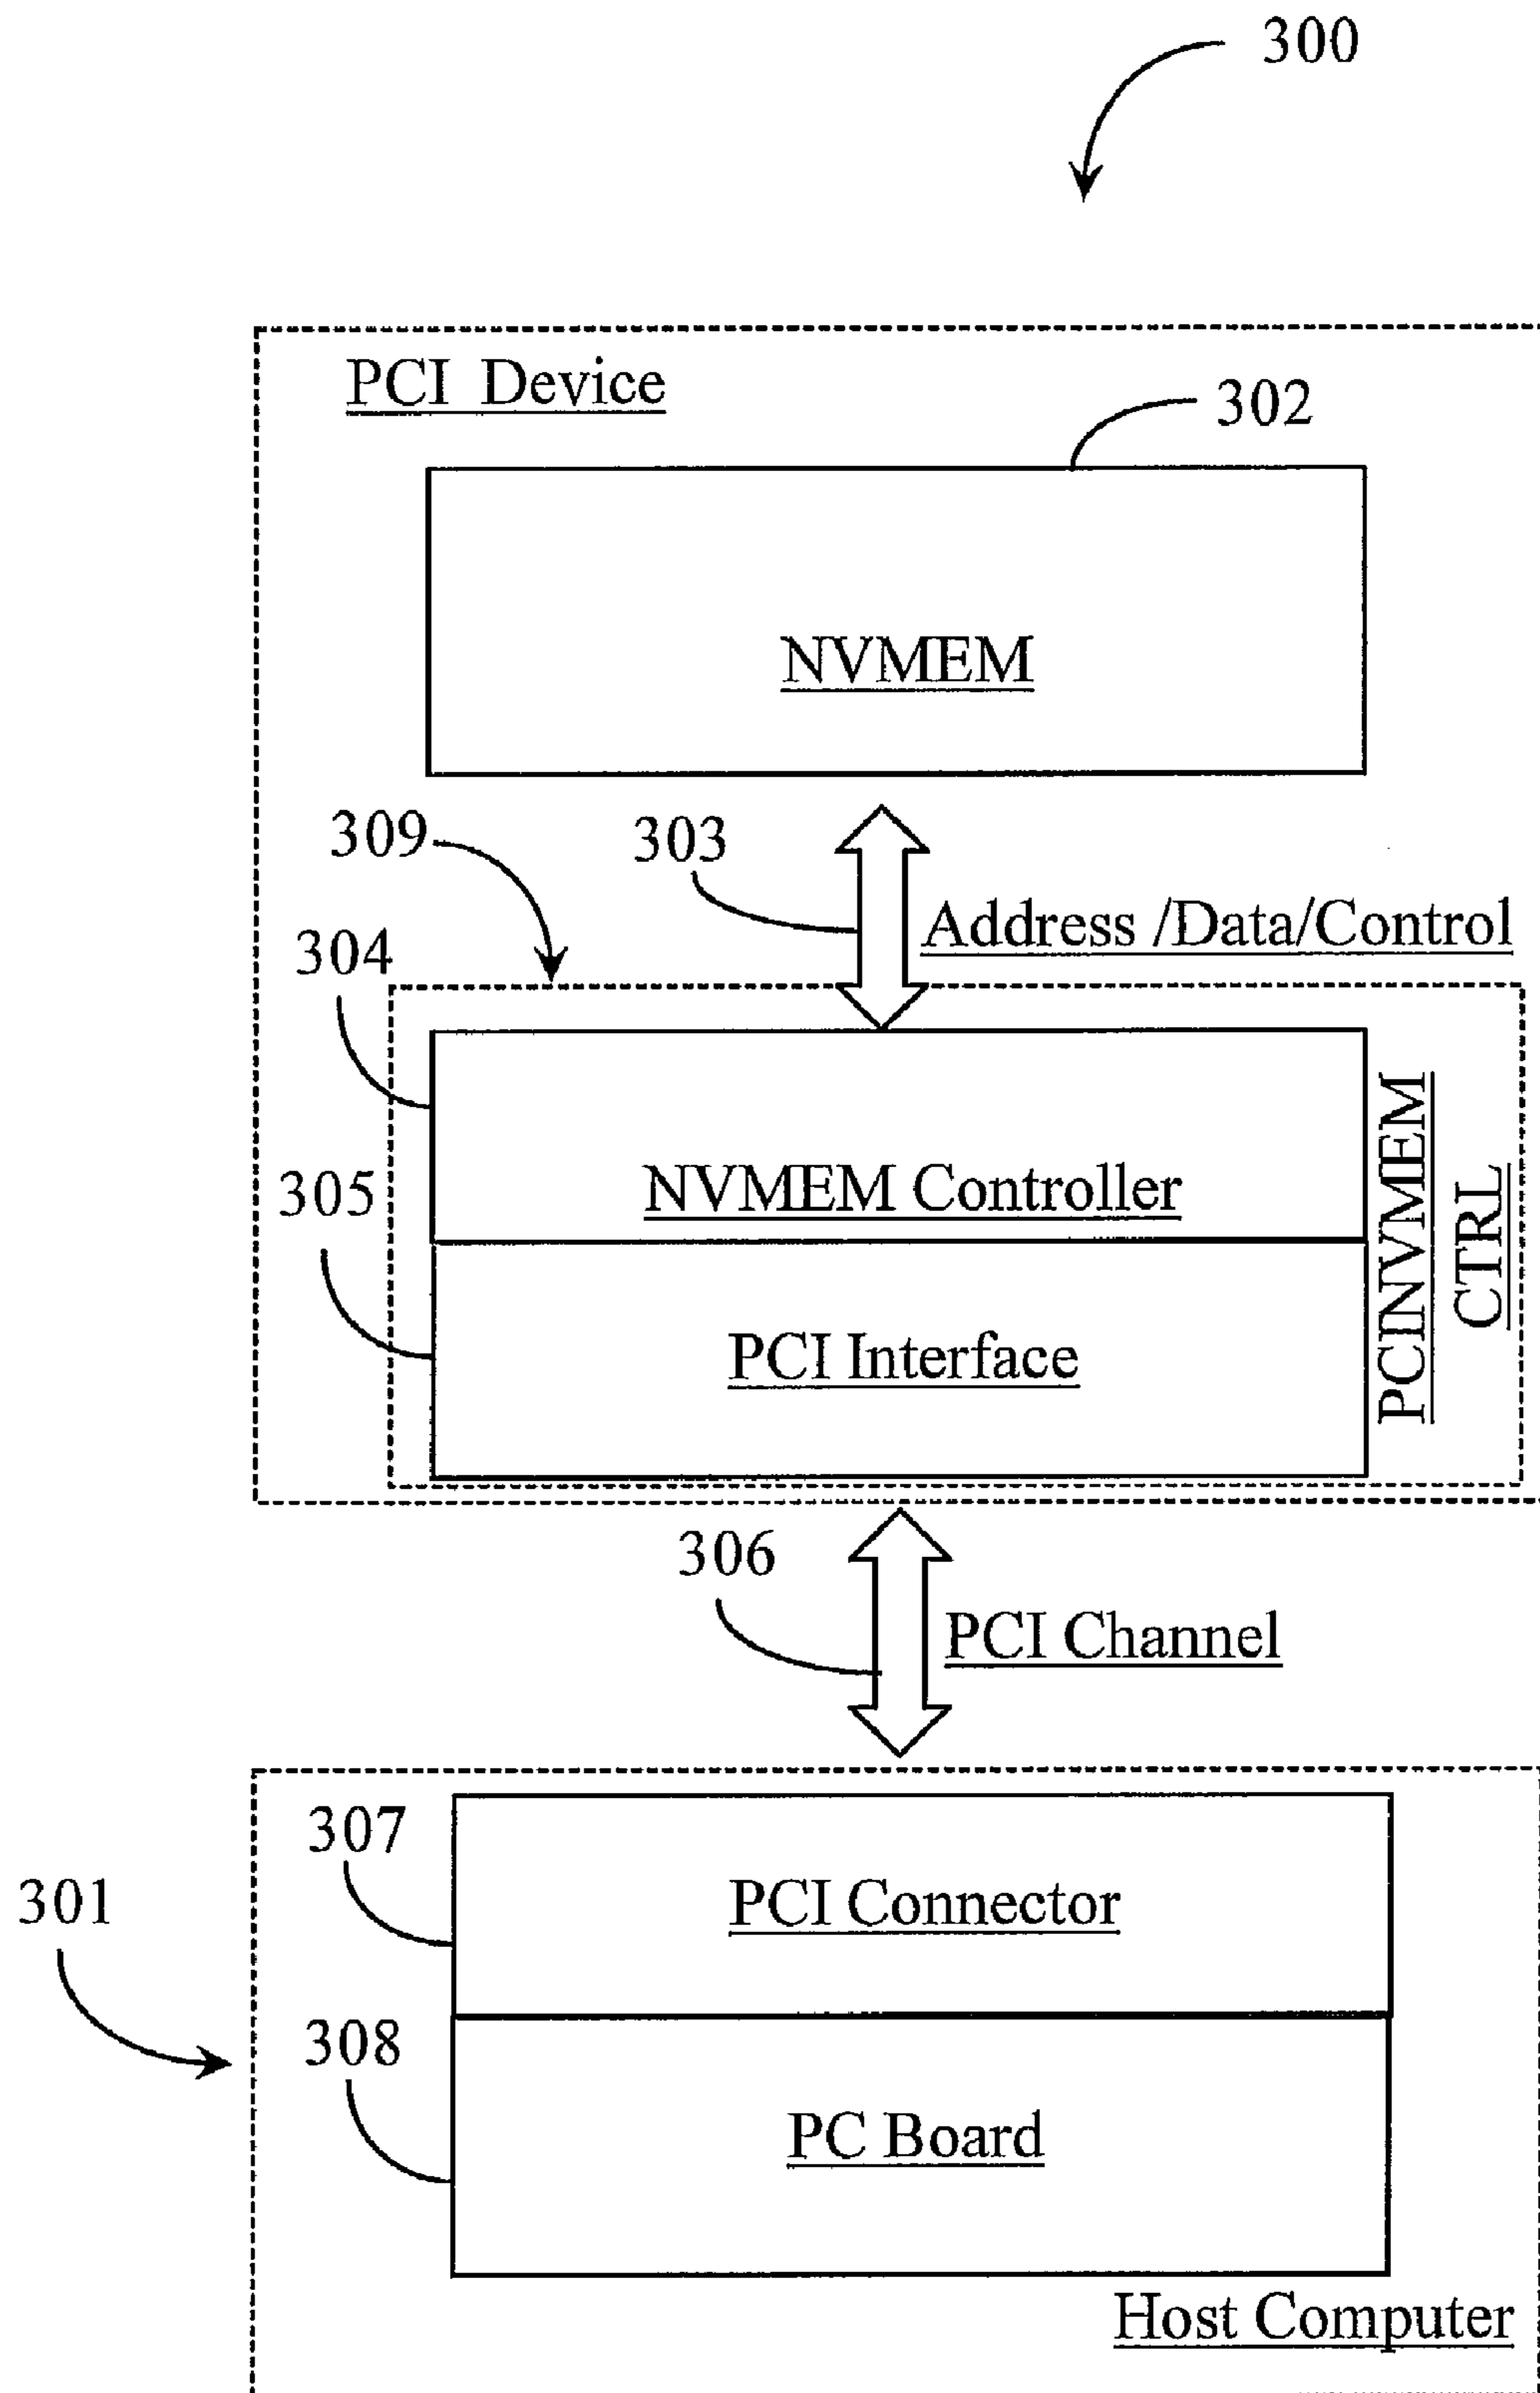 300
PCI Device
302
NVMEM
309
303
Address /Data/Control
304
NVMEM Controller
305
PCI Interface
PCINVMEM
CTRL
306
PCI Channel
307
PCI Connector
301
308
PC Board
Host Computer